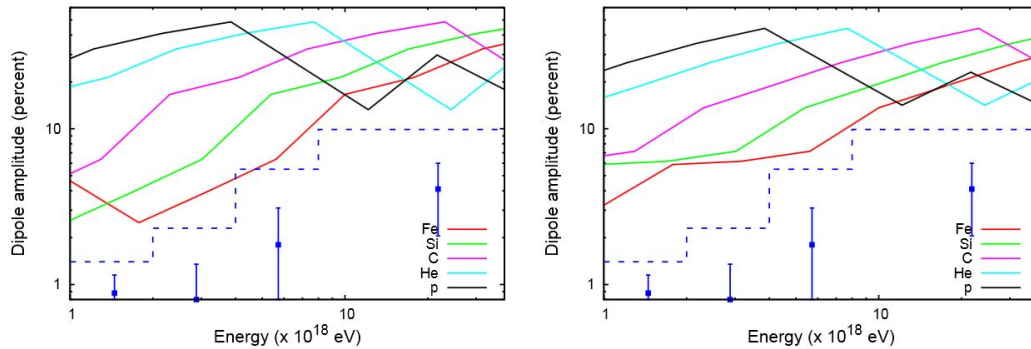 Dipole amplitude (percent)
10
1
1
10
Energy (x 10^18 eV)
Fe
Si
C
He
p
Dipole amplitude (percent)
10
1
1
10
Energy (x 10^18 eV)
Fe
Si
C
He
p